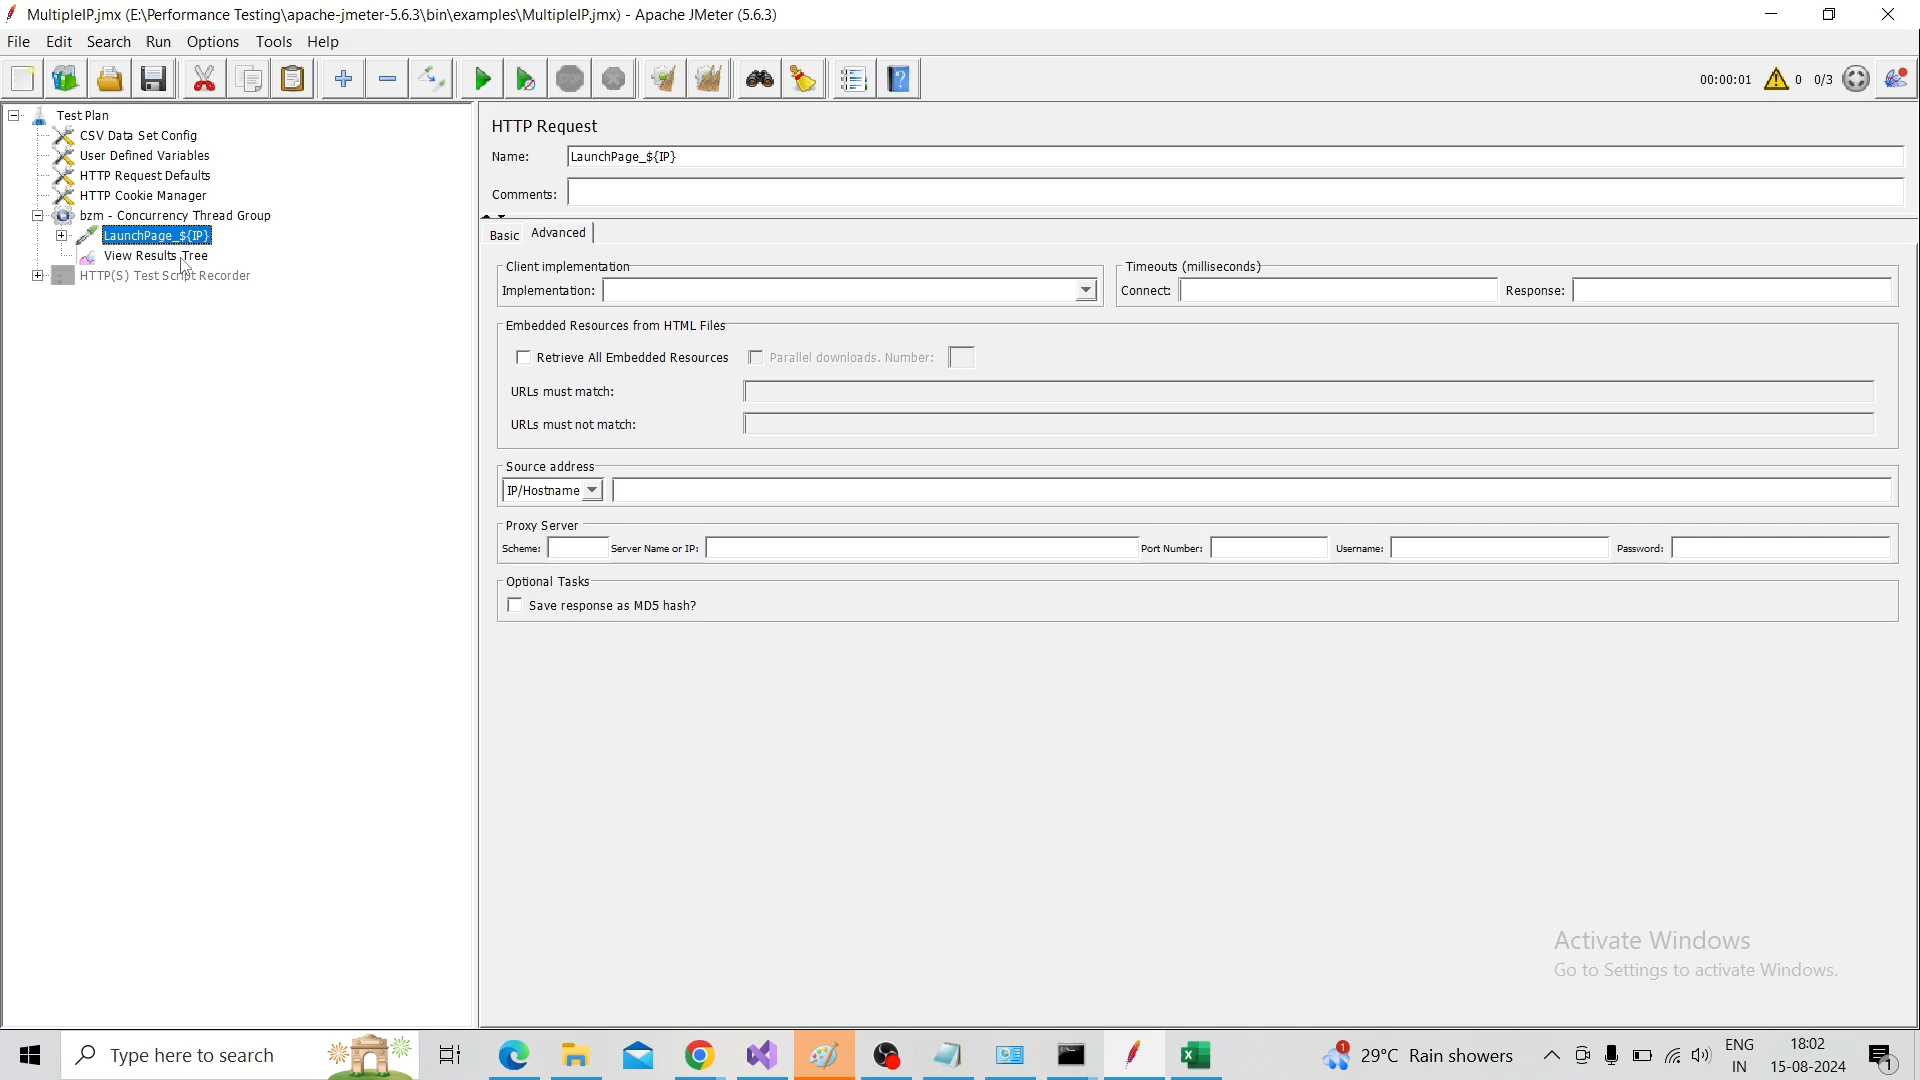 MultipleIP.jmx (E:\Performance Testing\apache-jmeter-5.6.3\bin\examples\MultipleIP.jmx) - Apache JMeter (5.6.3)
File Edit Search Run Options Tools Help
STOP
00:00:01 0 0/3
Test Plan
CSV Data Set Config
User Defined Variables
HTTP Request Defaults
HTTP Cookie Manager
bzm - Concurrency Thread Group
LaunchPage_${IP}
View Results Tree
HTTP(S) Test Script Recorder
HTTP Request
Name: LaunchPage_${IP}
Comments:
Basic Advanced
Client implementation
Implementation:
Timeouts (milliseconds)
Connect: Response:
Embedded Resources from HTML Files
Retrieve All Embedded Resources Parallel downloads. Number:
URLs must match:
URLs must not match:
Source address
IP/Hostname
Proxy Server
Scheme: Server Name or IP: Port Number: Username: Password:
Optional Tasks
Save response as MD5 hash?
Activate Windows
Go to Settings to activate Windows.
Type here to search
1 29°C Rain showers
ENG
IN
18:02
15-08-2024
1